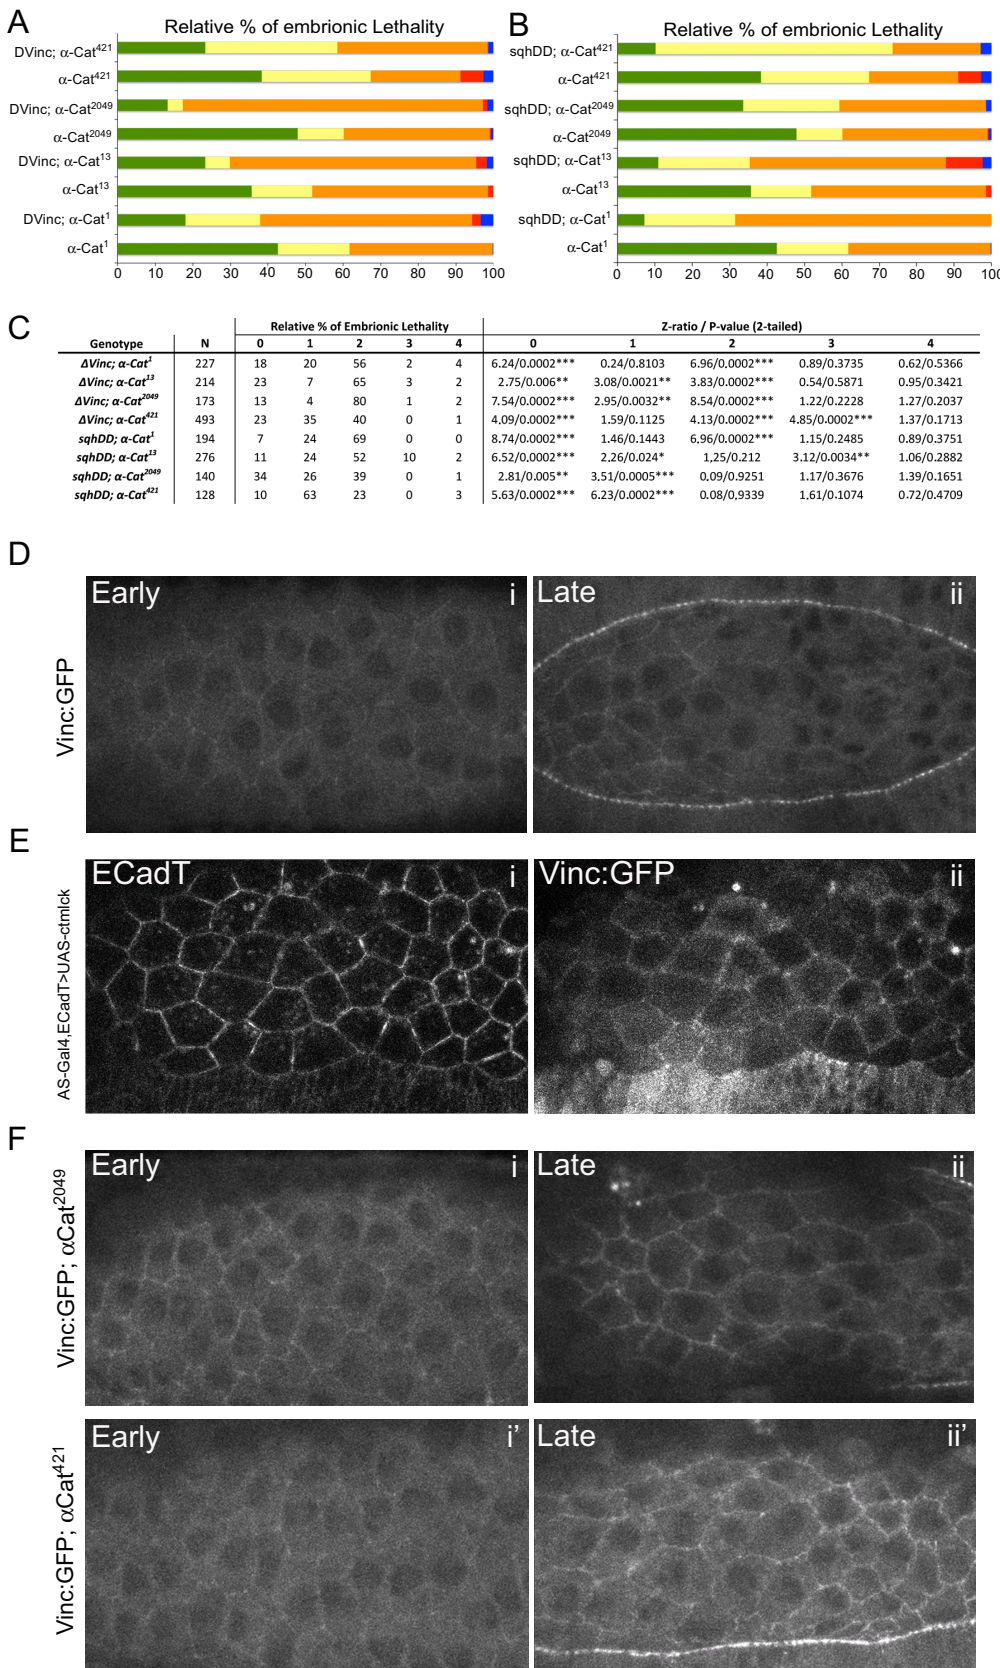 A
Relative % of embrionic Lethality
DVinc; α-Cat421
α-Cat421
DVinc; α-Cat2049
α-Cat2049
DVinc; α-Cat13
α-Cat13
DVinc; α-Cat1
α-Cat1
0 10 20 30 40 50 60 70 80 90 100
B
Relative % of embrionic Lethality
sqhDD; α-Cat421
α-Cat421
sqhDD; α-Cat2049
α-Cat2049
sqhDD; α-Cat13
α-Cat13
sqhDD; α-Cat1
α-Cat1
0 10 20 30 40 50 60 70 80 90 100
C
Relative % of Embrionic Lethality Z-ratio / P-value (2-tailed)
Genotype N 0 1 2 3 4 0 1 2 3 4
ΔVinc; α-Cat1 227 18 20 56 2 4 6.24/0.0002*** 0.24/0.8103 6.96/0.0002*** 0.89/0.3735 0.62/0.5366
ΔVinc; α-Cat13 214 23 7 65 3 2 2.75/0.006** 3.08/0.0021** 3.83/0.0002*** 0.54/0.5871 0.95/0.3421
ΔVinc; α-Cat2049 173 13 4 80 1 2 7.54/0.0002*** 2.95/0.0032** 8.54/0.0002*** 1.22/0.2228 1.27/0.2037
ΔVinc; α-Cat421 493 23 35 40 0 1 4.09/0.0002*** 1.59/0.1125 4.13/0.0002*** 4.85/0.0002*** 1.37/0.1713
sqhDD; α-Cat1 194 7 24 69 0 0 8.74/0.0002*** 1.46/0.1443 6.96/0.0002*** 1.15/0.2485 0.89/0.3751
sqhDD; α-Cat13 276 11 24 52 10 2 6.52/0.0002*** 2.26/0.024* 1,25/0.212 3.12/0.0034** 1.06/0.2882
sqhDD; α-Cat2049 140 34 26 39 0 1 2.81/0.005** 3.51/0.0005*** 0.09/0.9251 1.17/0.3676 1.39/0.1651
sqhDD; α-Cat421 128 10 63 23 0 3 5.63/0.0002*** 6.23/0.0002*** 0.08/0,9339 1,61/0.1074 0.72/0.4709
D
Vinc:GFP
Early i
Late ii
E
AS-Gal4,ECadT>UAS-ctmlck
ECadT i
Vinc:GFP ii
F
Vinc:GFP; αCat2049
Early i
Late ii
Vinc:GFP; αCat421
Early i'
Late ii'